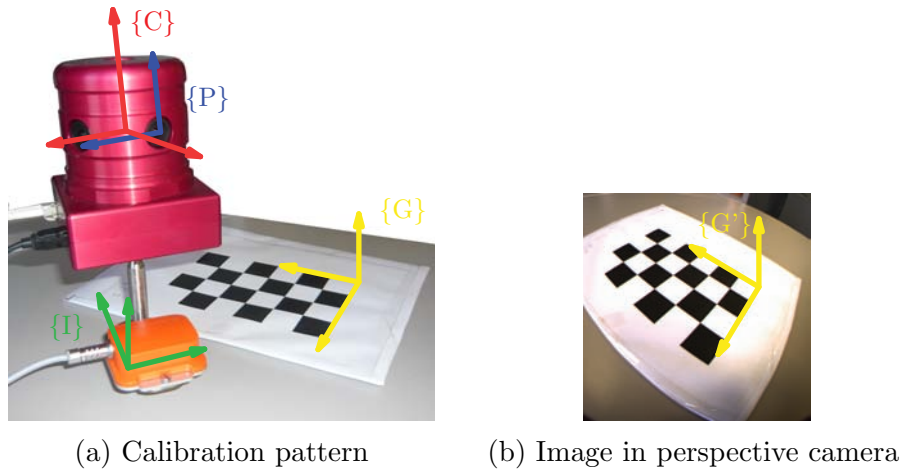 {C}
{P}
{G}
{G'}
{I}
(a) Calibration pattern
(b) Image in perspective camera